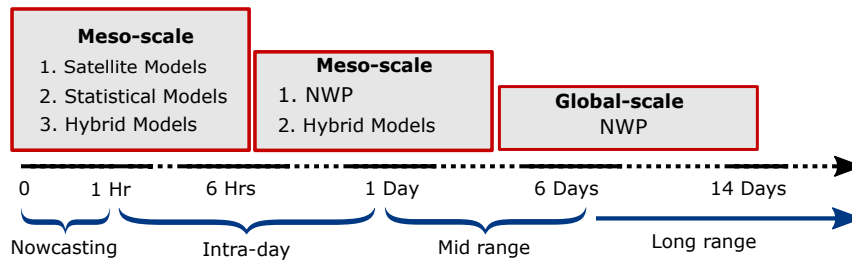 Meso-scale
1. Satellite Models
2. Statistical Models
3. Hybrid Models
Meso-scale
1. NWP
2. Hybrid Models
Global-scale
NWP
0 1 Hr 6 Hrs 1 Day 6 Days 14 Days
Nowcasting Intra-day Mid range Long range